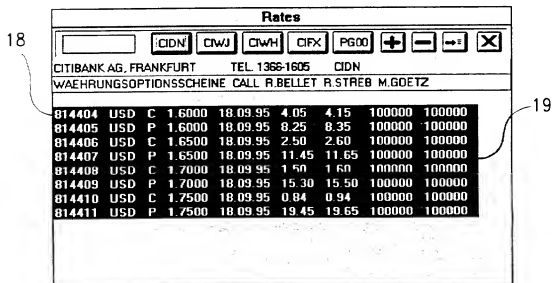 Rates
CIDN CIWJ CIWH CIFX PG00
CITIBANK AG, FRANKFURT TEL. 1366-1605 CIDN
WAEHRUNGSOPTIONSSCHEINE CALL R.BELLET R.STREB M.GOETZ
18
19
814404 USD C 1.6000 18.09.95 4.05 4.15 100000 100000
814405 USD P 1.6000 18.09.95 8.25 8.35 100000 100000
814406 USD C 1.6500 18.09.95 2.50 2.60 100000 100000
814407 USD P 1.6500 18.09.95 11.45 11.65 100000 100000
814408 USD C 1.7000 18.09.95 1.50 1.60 100000 100000
814409 USD P 1.7000 18.09.95 15.30 15.50 100000 100000
814410 USD C 1.7500 18.09.95 0.84 0.94 100000 100000
814411 USD P 1.7500 18.09.95 19.45 19.65 100000 100000